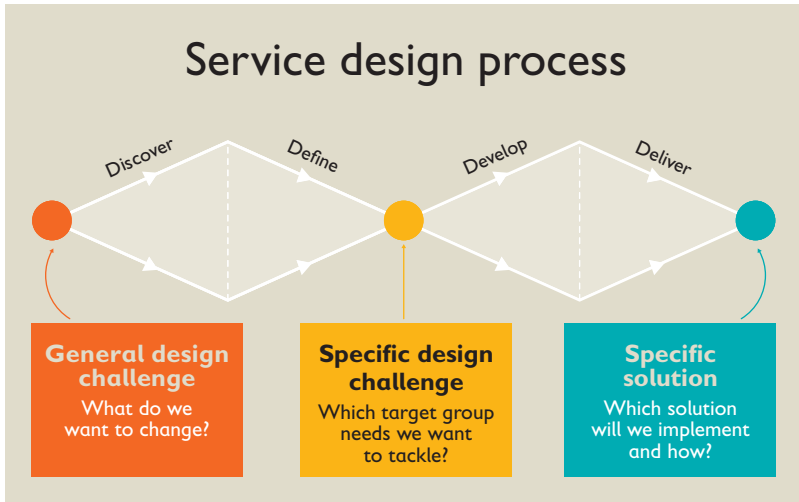 Service design process
Discover
Define
Develop
Deliver
General design
challenge
What do we
want to change?
Specific design
challenge
Which target group
needs we want
to tackle?
Specific
solution
Which solution
will we implement
and how?